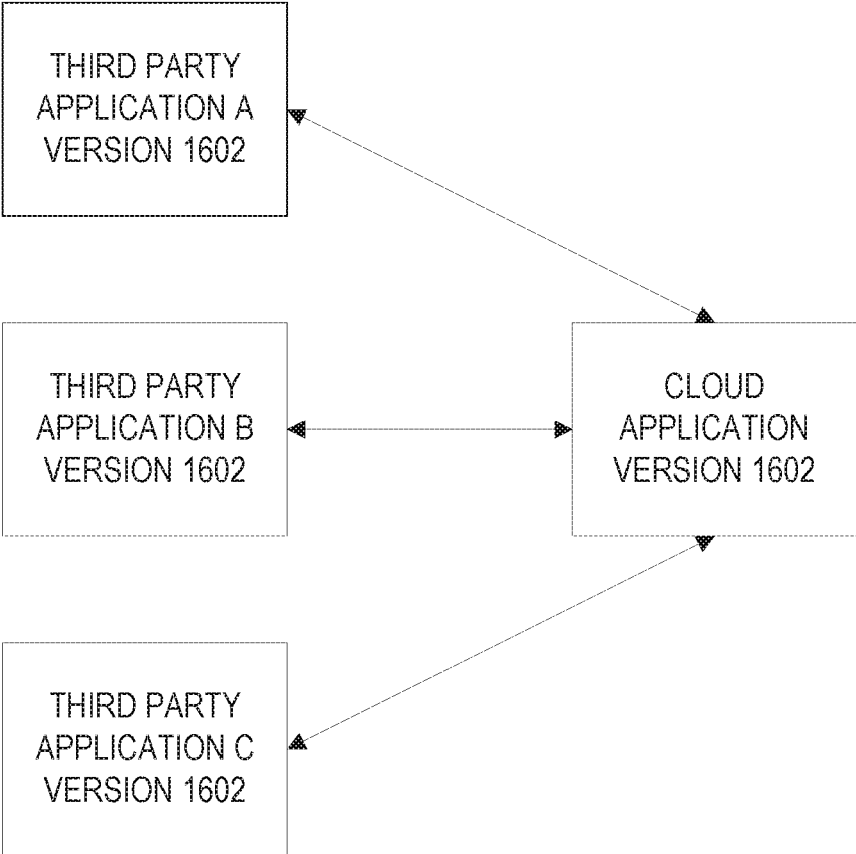 THIRD PARTY
APPLICATION A
VERSION 1602
THIRD PARTY
APPLICATION B
VERSION 1602
CLOUD
APPLICATION
VERSION 1602
THIRD PARTY
APPLICATION C
VERSION 1602